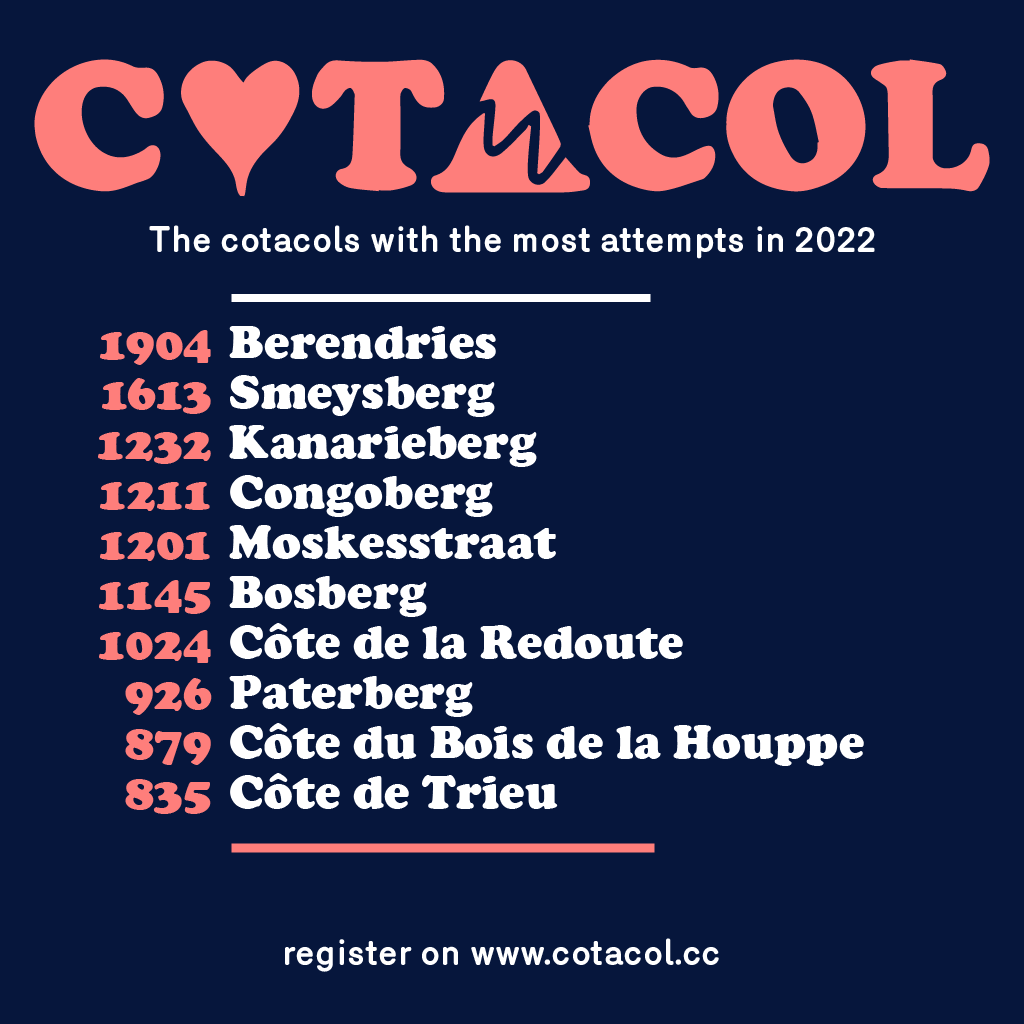 COTACOL
The cotacols with the most attempts in 2022
1904 Berendries
1613 Smeysberg
1232 Kanarieberg
1211 Congoberg
1201 Moskesstraat
1145 Bosberg
1024 Côte de la Redoute
926 Paterberg
879 Côte du Bois de la Houppe
835 Côte de Trieu
register on www.cotacol.cc